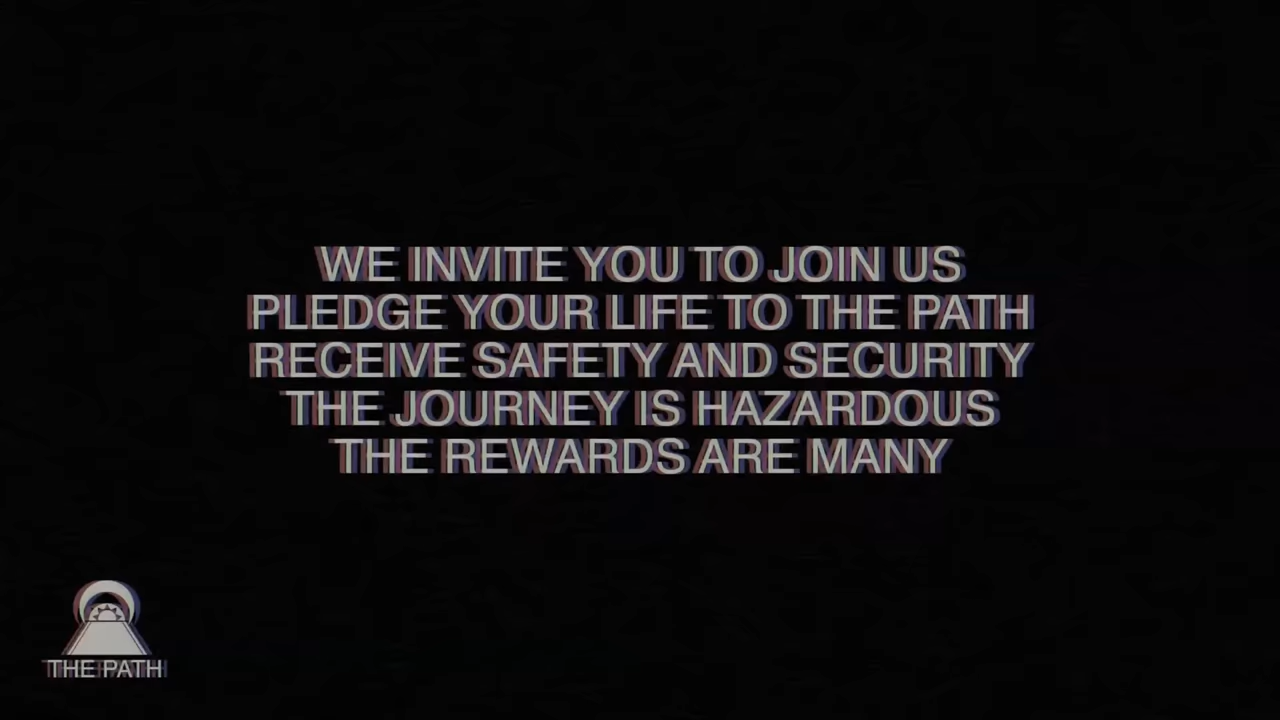 WE INVITE YOU TO JOIN US
PLEDGE YOUR LIFE TO THE PATH
RECEIVE SAFETY AND SECURITY
THE JOURNEY IS HAZARDOUS
THE REWARDS ARE MANY
THE PATH